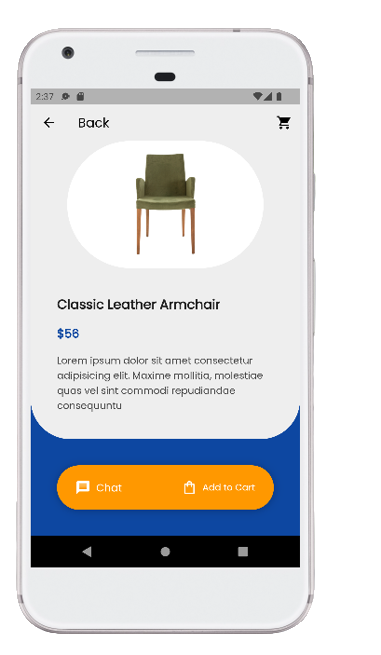 2:37
Back
Classic Leather Armchair
$56
Lorem ipsum dolor sit amet consectetur
adipisicing elit. Maxime mollitia, molestiae
quas vel sint commodi repudiandae
consequuntu
Chat
Add to Cart